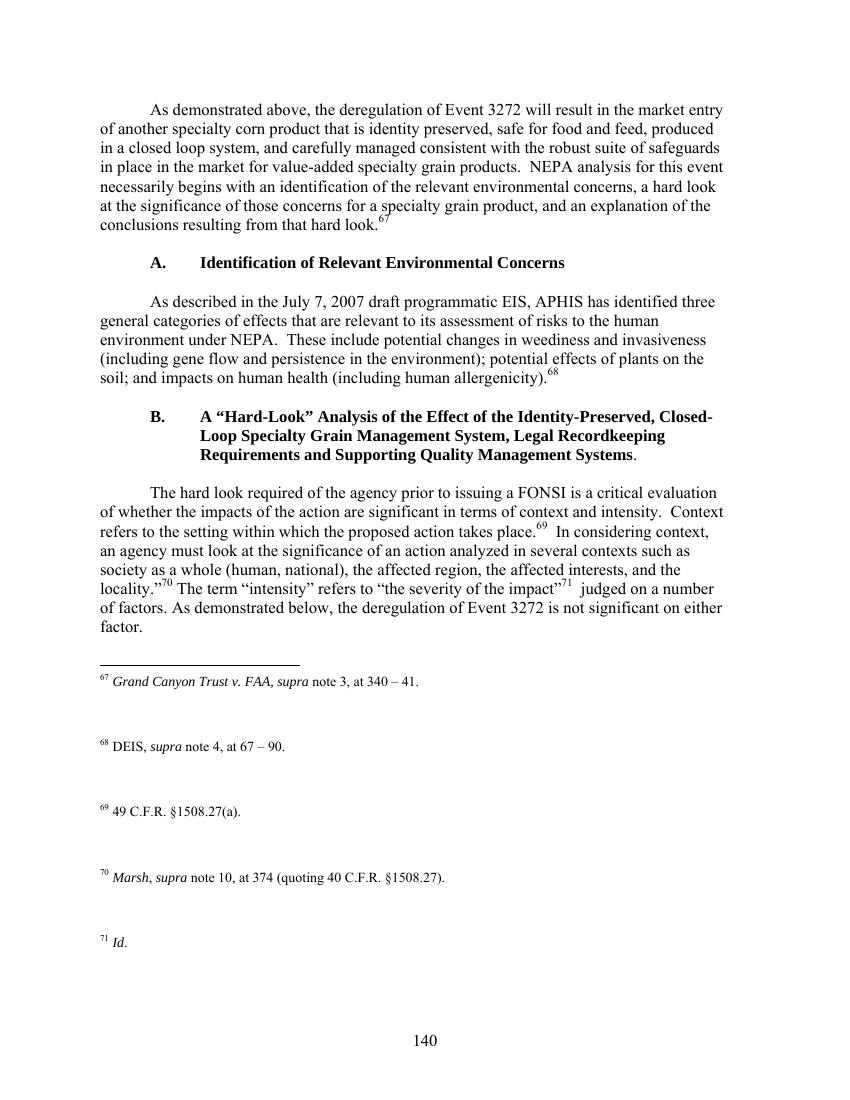 As demonstrated above, the deregulation of Event 3272 will result in the market entry
of another specialty corn product that is identity preserved, safe for food and feed, produced
in a closed loop system, and carefully managed consistent with the robust suite of safeguards
in place in the market for value-added specialty grain products.  NEPA analysis for this event
necessarily begins with an identification of the relevant environmental concerns, a hard look
at the significance of those concerns for a specialty grain product, and an explanation of the
conclusions resulting from that hard look.67
A. Identification of Relevant Environmental Concerns
As described in the July 7, 2007 draft programmatic EIS, APHIS has identified three
general categories of effects that are relevant to its assessment of risks to the human
environment under NEPA.  These include potential changes in weediness and invasiveness
(including gene flow and persistence in the environment); potential effects of plants on the
soil; and impacts on human health (including human allergenicity).68
B. A “Hard-Look” Analysis of the Effect of the Identity-Preserved, Closed-
Loop Specialty Grain Management System, Legal Recordkeeping
Requirements and Supporting Quality Management Systems.
The hard look required of the agency prior to issuing a FONSI is a critical evaluation
of whether the impacts of the action are significant in terms of context and intensity.  Context
refers to the setting within which the proposed action takes place.69  In considering context,
an agency must look at the significance of an action analyzed in several contexts such as
society as a whole (human, national), the affected region, the affected interests, and the
locality.”70 The term “intensity” refers to “the severity of the impact”71  judged on a number
of factors. As demonstrated below, the deregulation of Event 3272 is not significant on either
factor.
67 Grand Canyon Trust v. FAA, supra note 3, at 340 – 41.
68 DEIS, supra note 4, at 67 – 90.
69 49 C.F.R. §1508.27(a).
70 Marsh, supra note 10, at 374 (quoting 40 C.F.R. §1508.27).
71 Id.
140